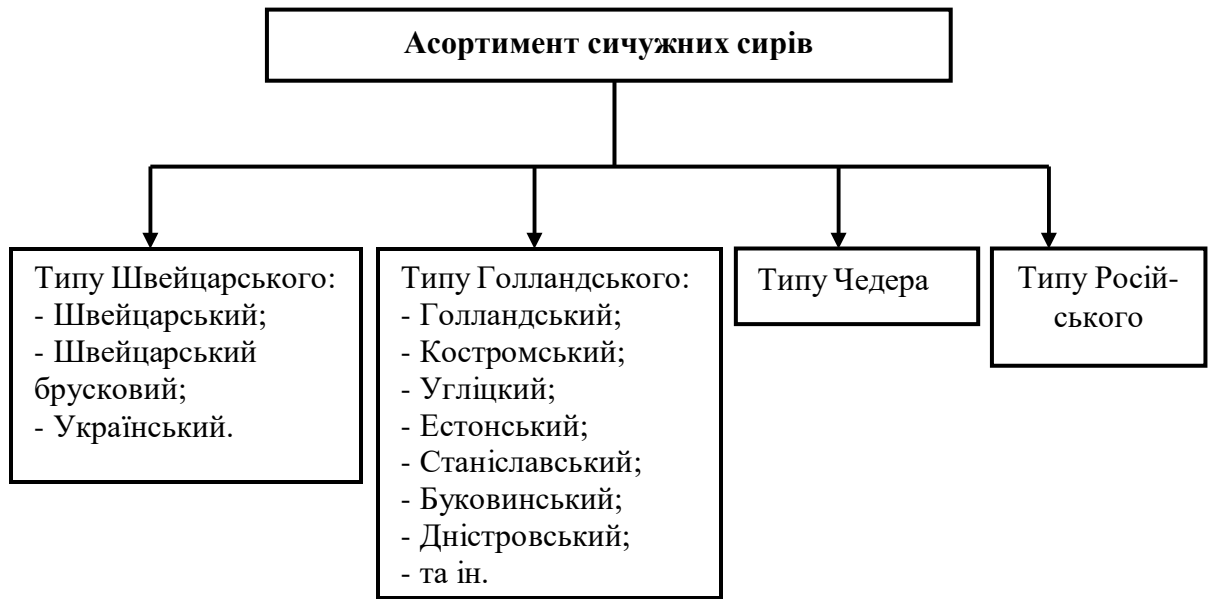 Асортимент сичужних сирів
Типу Швейцарського:
- Швейцарський;
- Швейцарський
брусковий;
- Український.
Типу Голландського:
- Голландський;
- Костромський;
- Угліцкий;
- Естонський;
- Станіславський;
- Буковинський;
- Дністровський;
- та ін.
Типу Чедера
Типу Росій-
ського